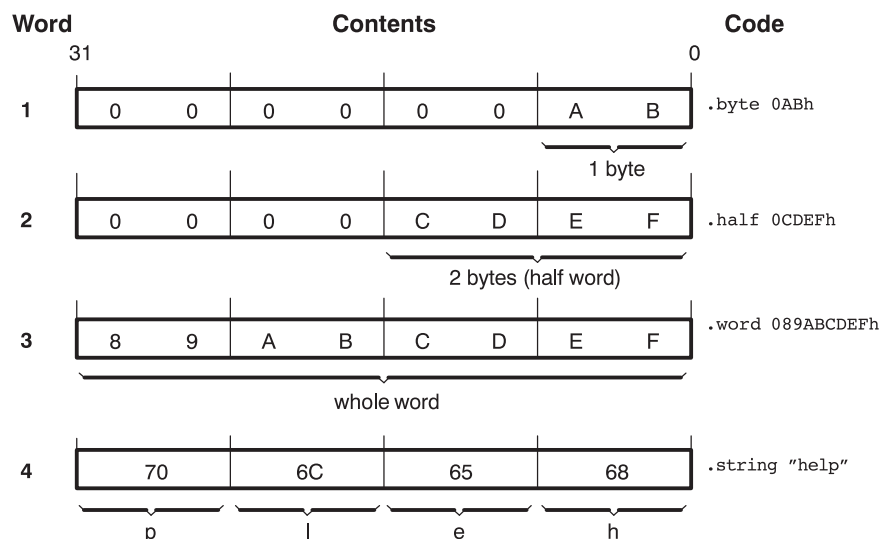 Word Contents Code
31 0
1 0 0 0 0 0 0 A B .byte 0ABh
1 byte
2 0 0 0 0 C D E F .half 0CDEFh
2 bytes (half word)
3 8 9 A B C D E F .word 089ABCDEFh
whole word
4 70 6C 65 68 .string ”help”
p l e h